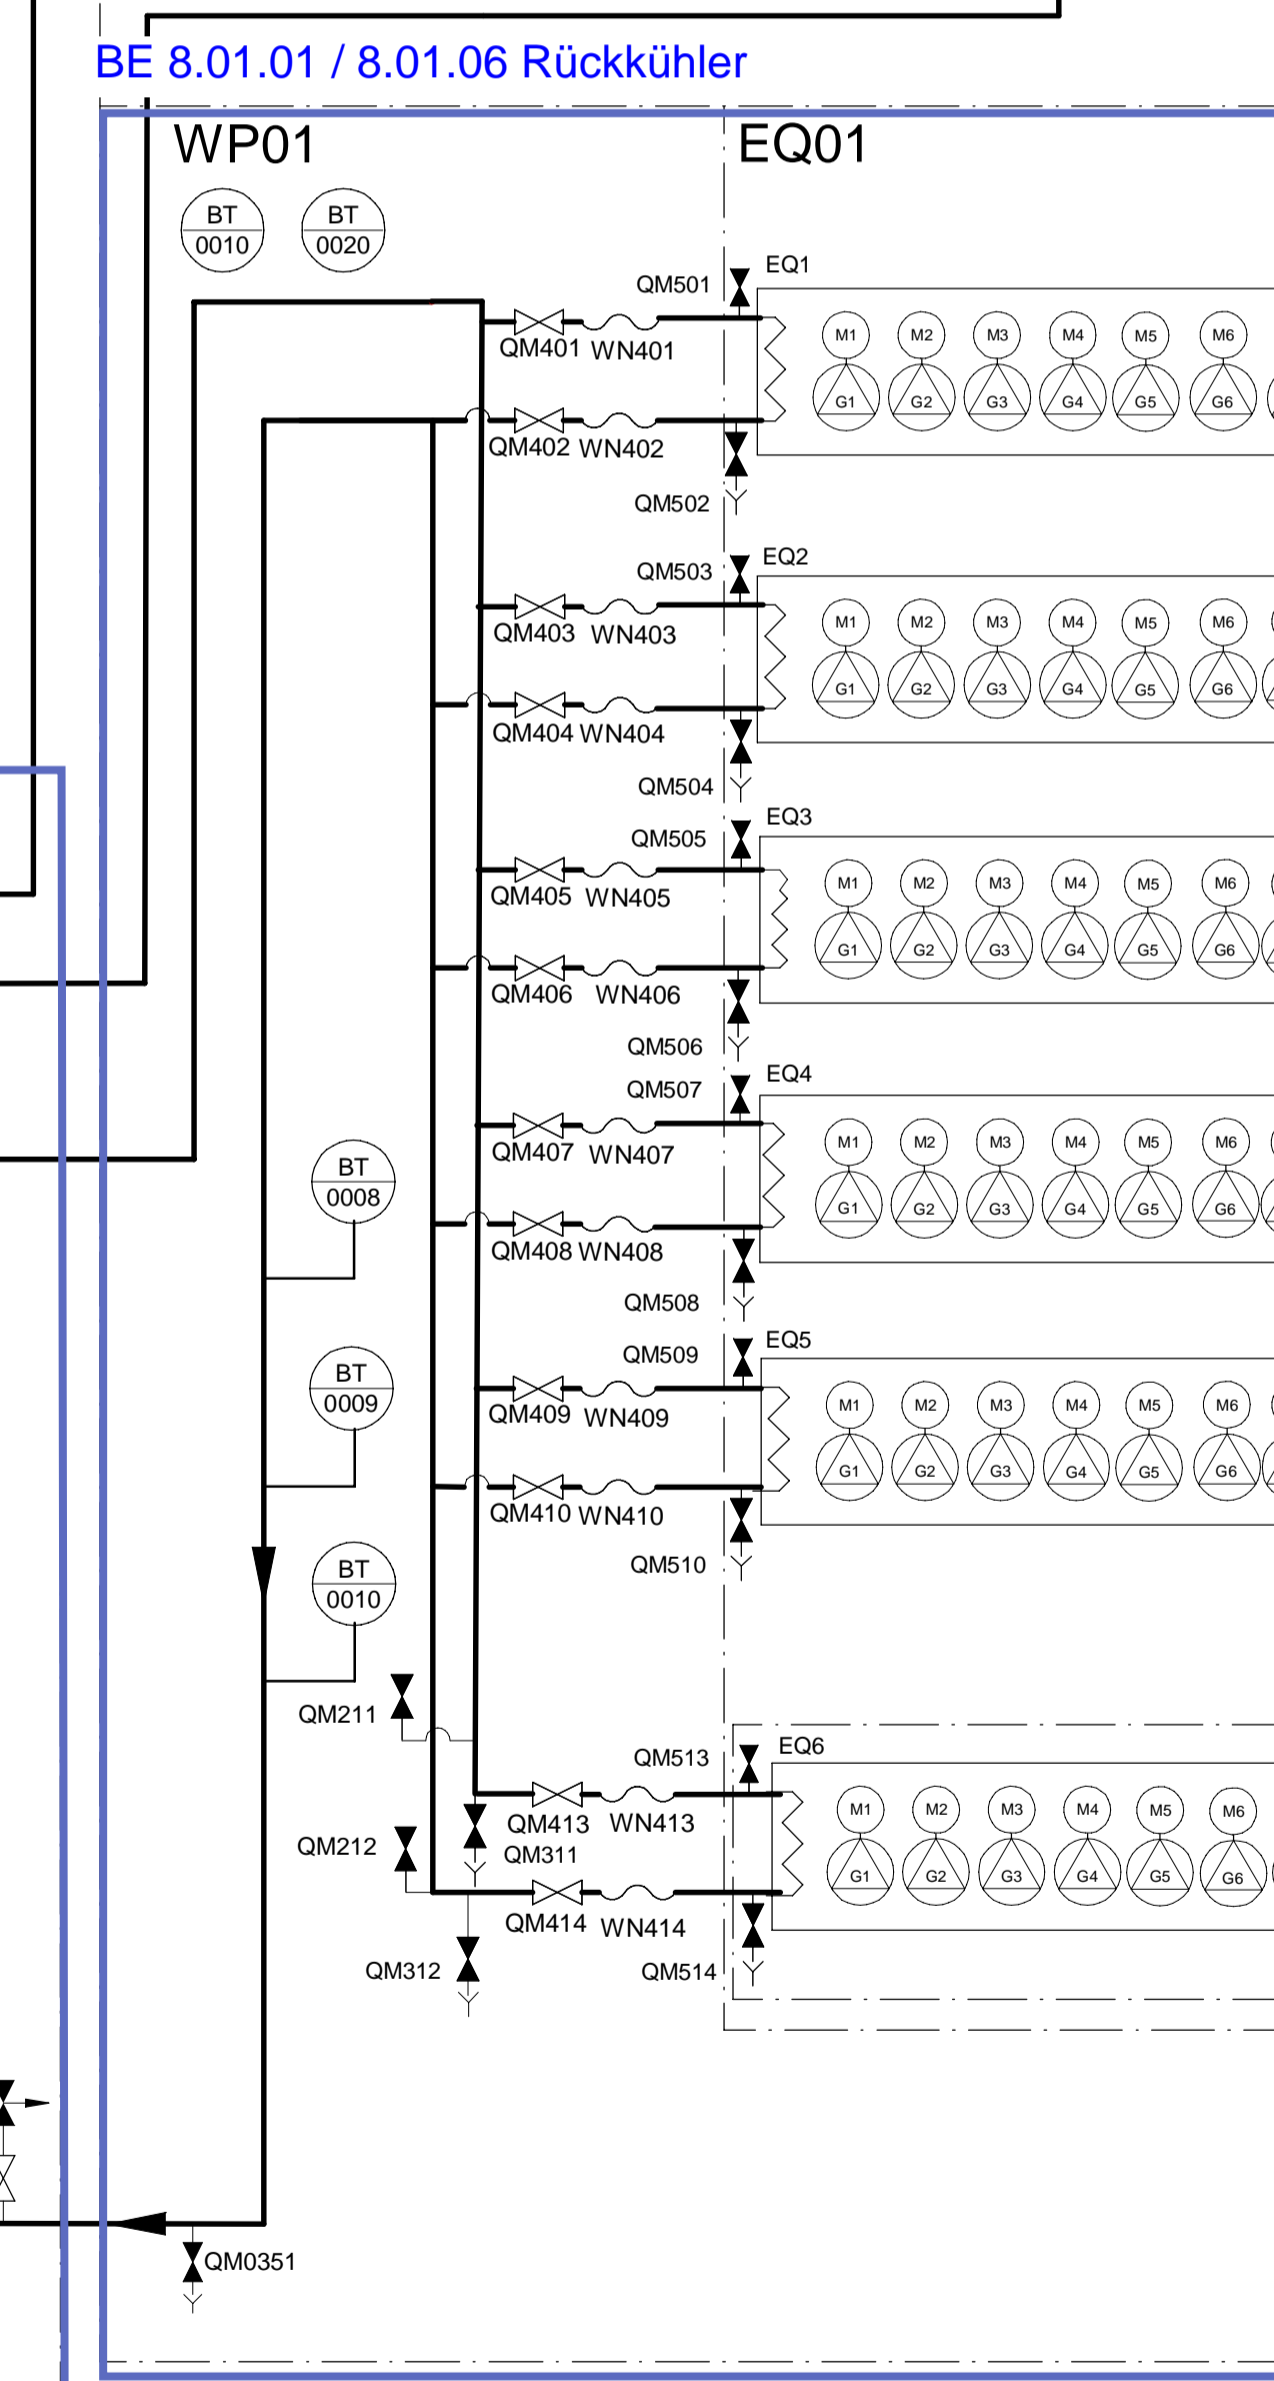 BE 8.01.01 / 8.01.06 Rückkühler
WP01
EQ01
BT
0010
BT
0020
QM501
EQ1
M1 M2 M3 M4 M5 M6
QM401 WN401
G1 G2 G3 G4 G5 G6
QM402 WN402
QM502
QM503
EQ2
M1 M2 M3 M4 M5 M6
QM403 WN403
G1 G2 G3 G4 G5 G6
QM404 WN404
QM504
EQ3
QM505
M1 M2 M3 M4 M5 M6
QM405 WN405
G1 G2 G3 G4 G5 G6
QM406 WN406
QM506
EQ4
QM507
M1 M2 M3 M4 M5 M6
QM407 WN407
BT
0008
G1 G2 G3 G4 G5 G6
QM408 WN408
QM508
EQ5
QM509
BT
0009
M1 M2 M3 M4 M5 M6
QM409 WN409
G1 G2 G3 G4 G5 G6
QM410 WN410
QM510
BT
0010
QM211
EQ6
QM513
M1 M2 M3 M4 M5 M6
QM413 WN413
QM212
QM311
G1 G2 G3 G4 G5 G6
QM414 WN414
QM312
QM514
QM0351